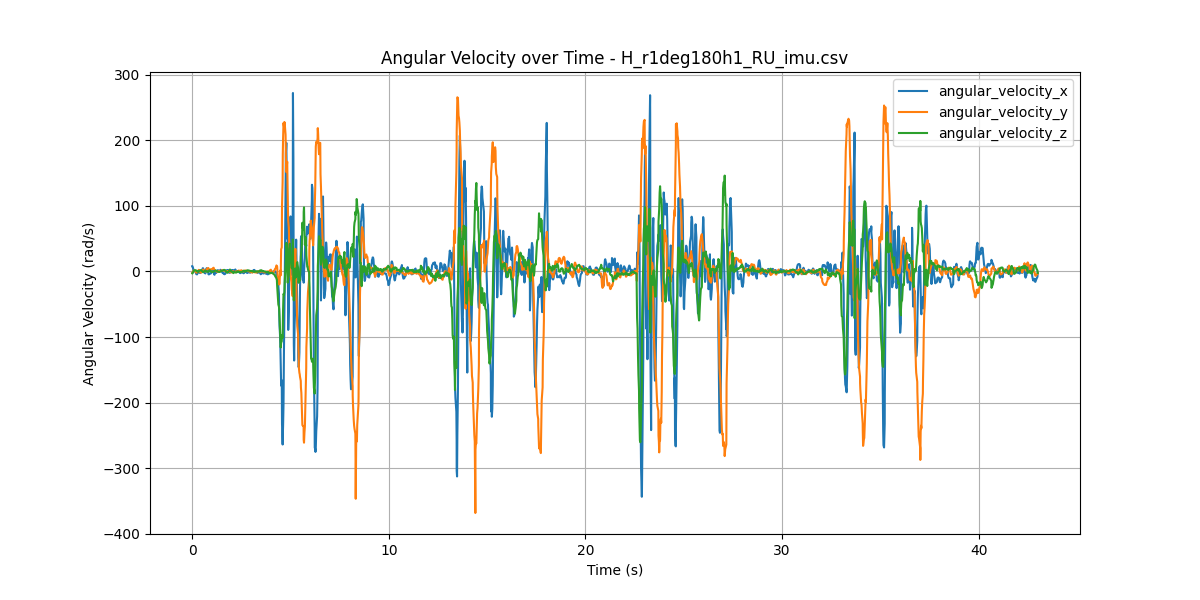 Angular Velocity over Time - H_r1deg180h1_RU_imu.csv
angular_velocity_x
angular_velocity_y
angular_velocity_z
Angular Velocity (rad/s)
300
200
100
0
−100
−200
−300
−400
0 10 20 30 40
Time (s)